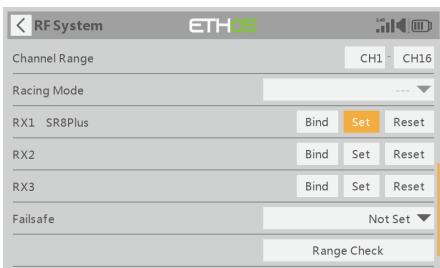 RF System ETHOS
Channel Range CH1 - CH16
Racing Mode ---
RX1 SR8Plus Bind Set Reset
RX2 Bind Set Reset
RX3 Bind Set Reset
Failsafe Not Set
Range Check